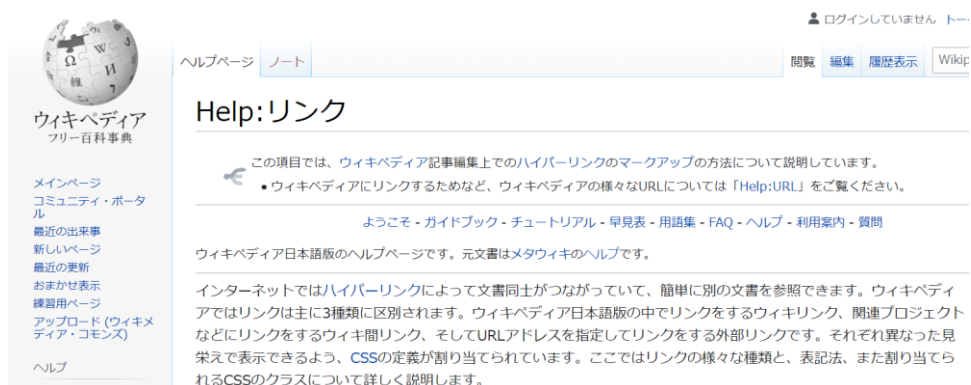 ログインしていません トーク
ヘルプページ ノート 閲覧 編集 履歴表示 Wikip
ウィキペディア
フリー百科事典
Help:リンク
この項目では、ウィキペディア記事編集上でのハイパーリンクのマークアップの方法について説明しています。
• ウィキペディアにリンクするためなど、ウィキペディアの様々なURLについては「Help:URL」をご覧ください。
ようこそ - ガイドブック - チュートリアル - 早見表 - 用語集 - FAQ - ヘルプ - 利用案内 - 質問
ウィキペディア日本語版のヘルプページです。元文書はメタウィキのヘルプです。
インターネットではハイパーリンクによって文書同士がつながっていて、簡単に別の文書を参照できます。ウィキペディ
アではリンクは主に3種類に区別されます。ウィキペディア日本語版の中でリンクをするウィキリンク、関連プロジェクト
などにリンクをするウィキ間リンク、そしてURLアドレスを指定してリンクをする外部リンクです。それぞれ異なった見
栄えで表示できるよう、CSSの定義が割り当てられています。ここではリンクの様々な種類と、表記法、また割り当てら
れるCSSのクラスについて詳しく説明します。
メインページ
コミュニティ・ポータ
ル
最近の出来事
新しいページ
最近の更新
おまかせ表示
練習用ページ
アップロード (ウィキメ
ディア・コモンズ)
ヘルプ